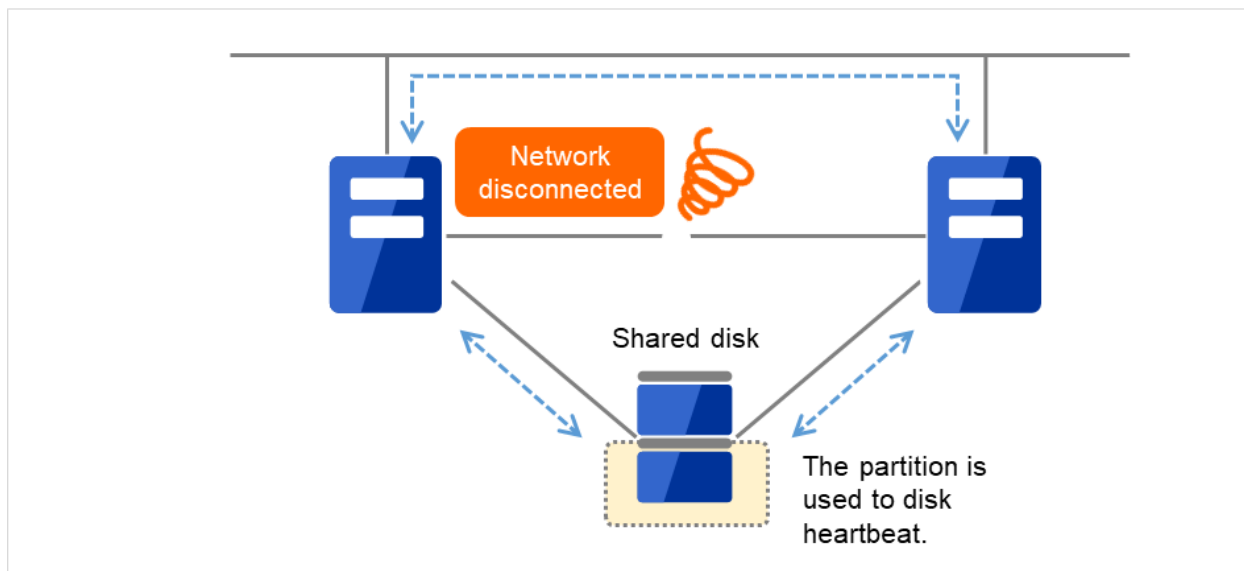 Network
disconnected
Shared disk
The partition is
used to disk
heartbeat.